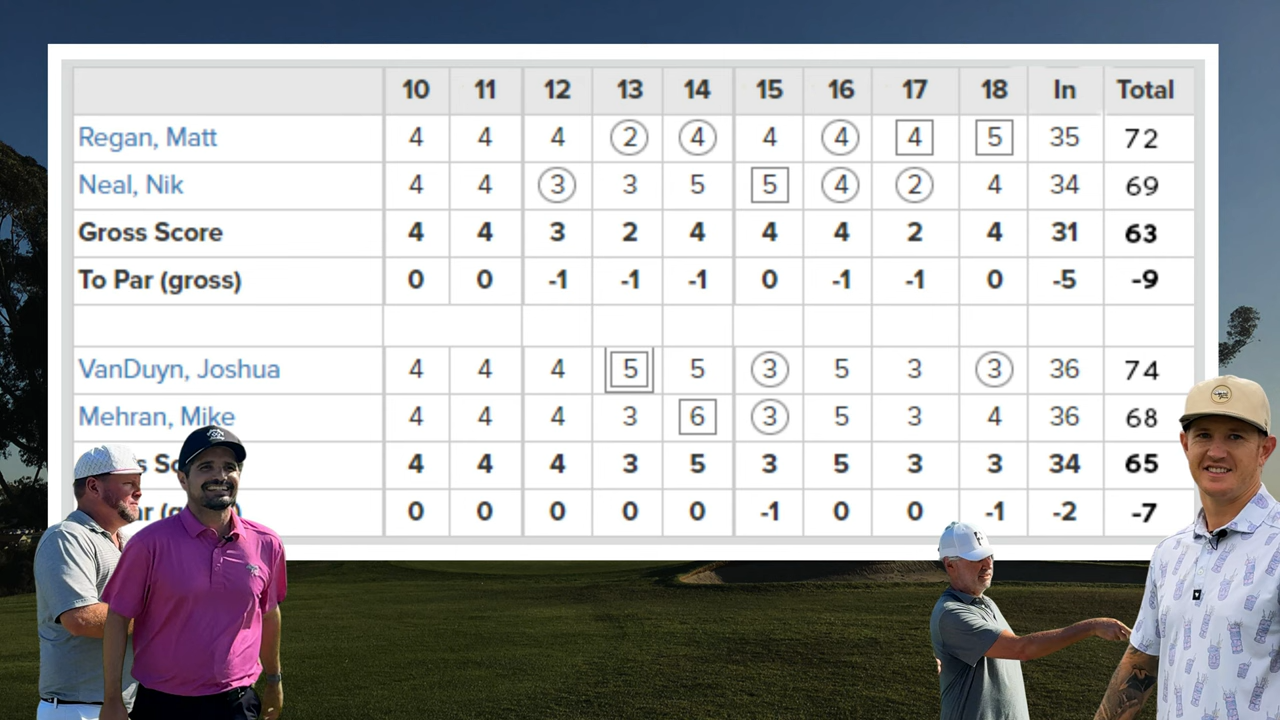 10 11 12 13 14 15 16 17 18 In Total
Regan, Matt 4 4 4 2 4 4 4 4 5 35 72
Neal, Nik 4 4 3 3 5 5 4 2 4 34 69
Gross Score 4 4 3 2 4 4 4 2 4 31 63
To Par (gross) 0 0 -1 -1 -1 0 -1 -1 0 -5 -9
VanDuyn, Joshua 4 4 4 5 5 3 5 3 3 36 74
Mehran, Mike 4 4 4 3 6 3 5 3 4 36 68
4 4 4 3 5 3 5 3 3 34 65
0 0 0 0 0 -1 0 0 -1 -2 -7